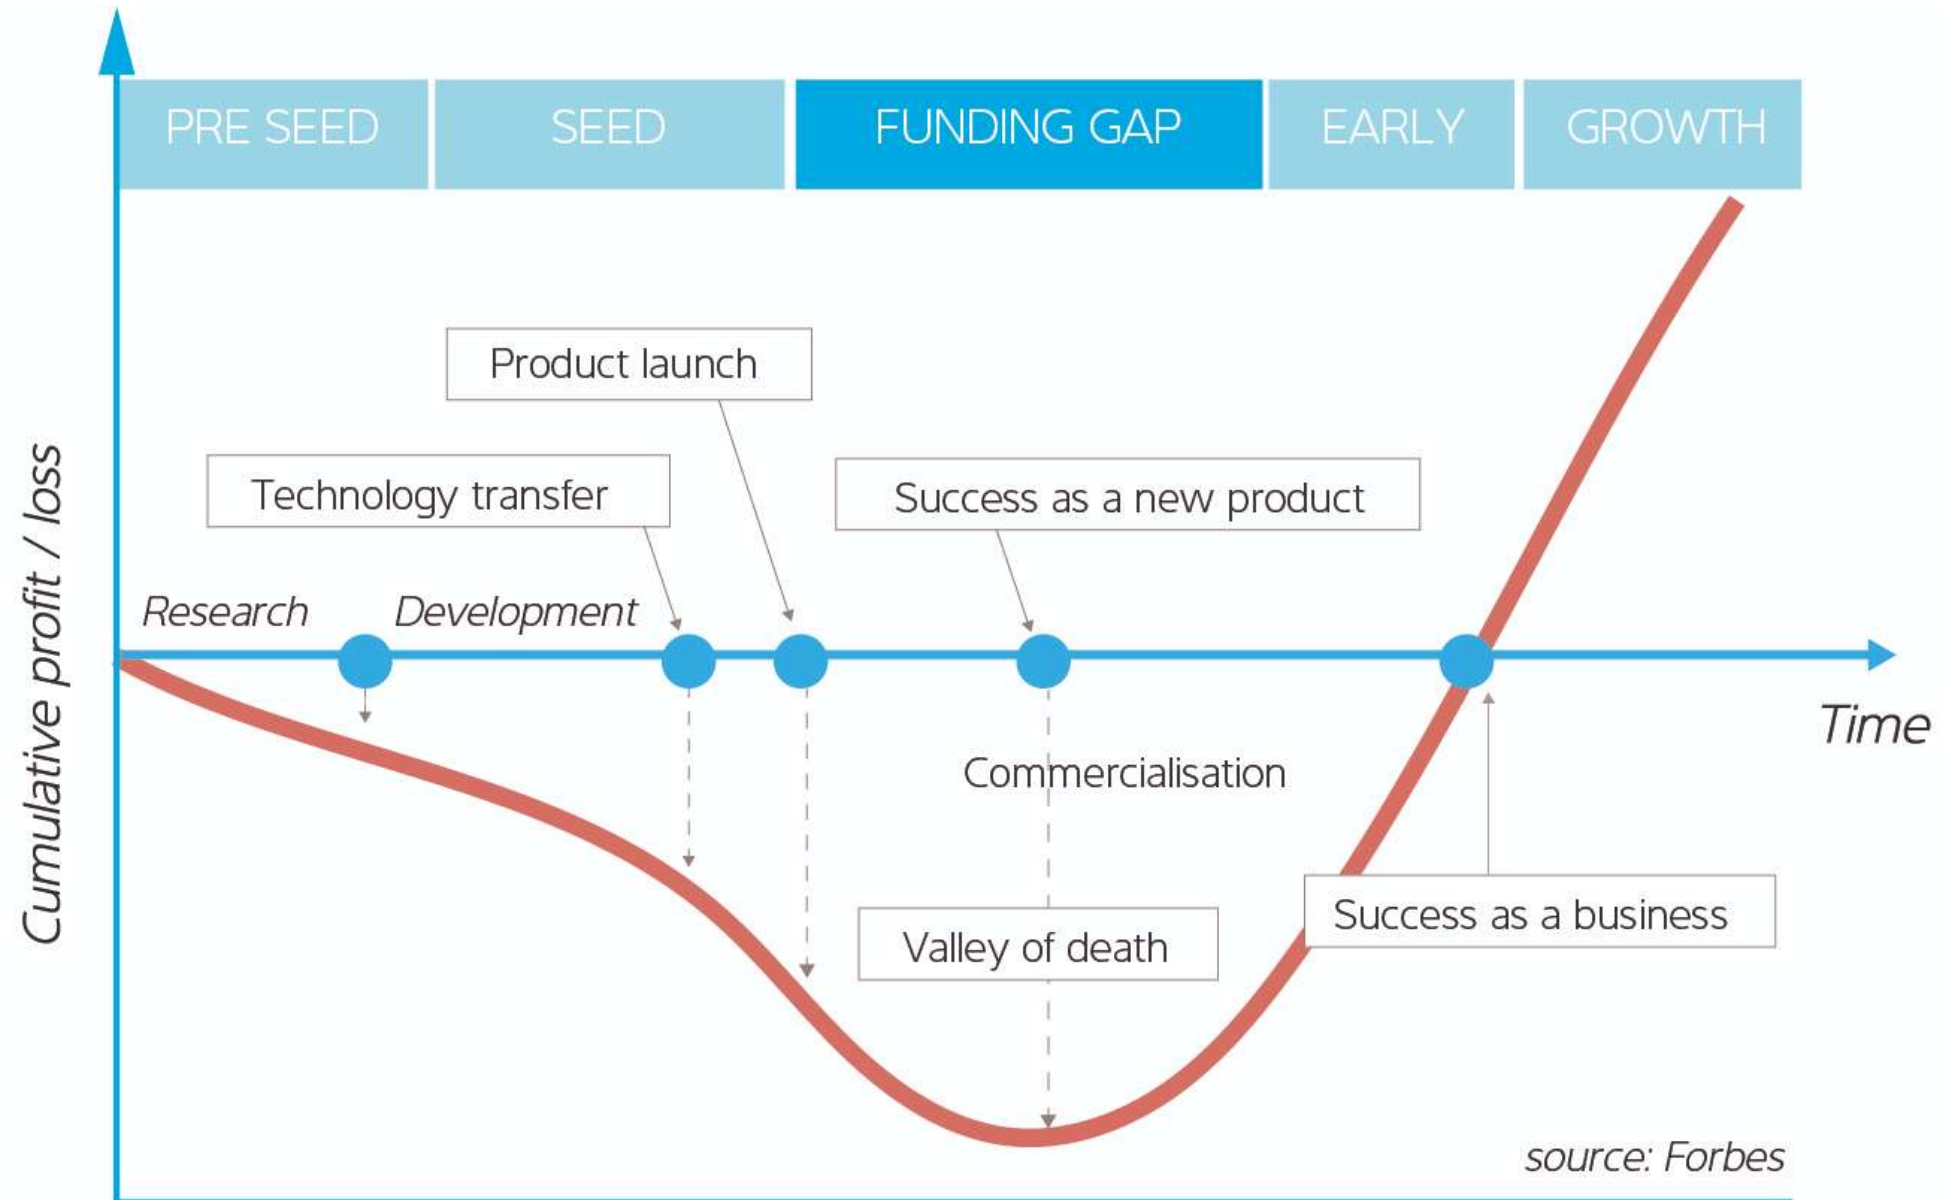 PRE SEED
SEED
FUNDING GAP
EARLY
GROWTH
Product launch
Technology transfer
Success as a new product
Research
Development
Cumulative profit / loss
Time
Commercialisation
Success as a business
Valley of death
source: Forbes